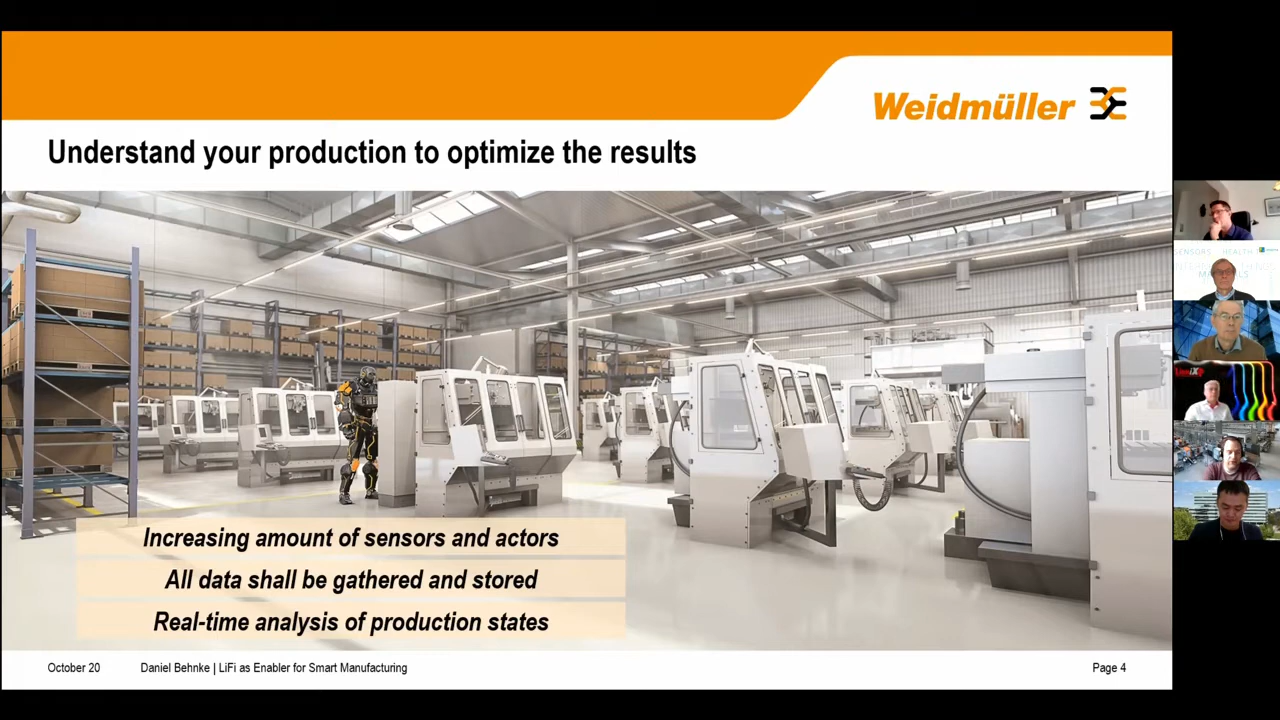 Weidmüller
Understand your production to optimize the results
SENSORS HEALTH
Increasing amount of sensors and actors
All data shall be gathered and stored
Real-time analysis of production states
October 20 Daniel Behnke | LiFi as Enabler for Smart Manufacturing Page 4